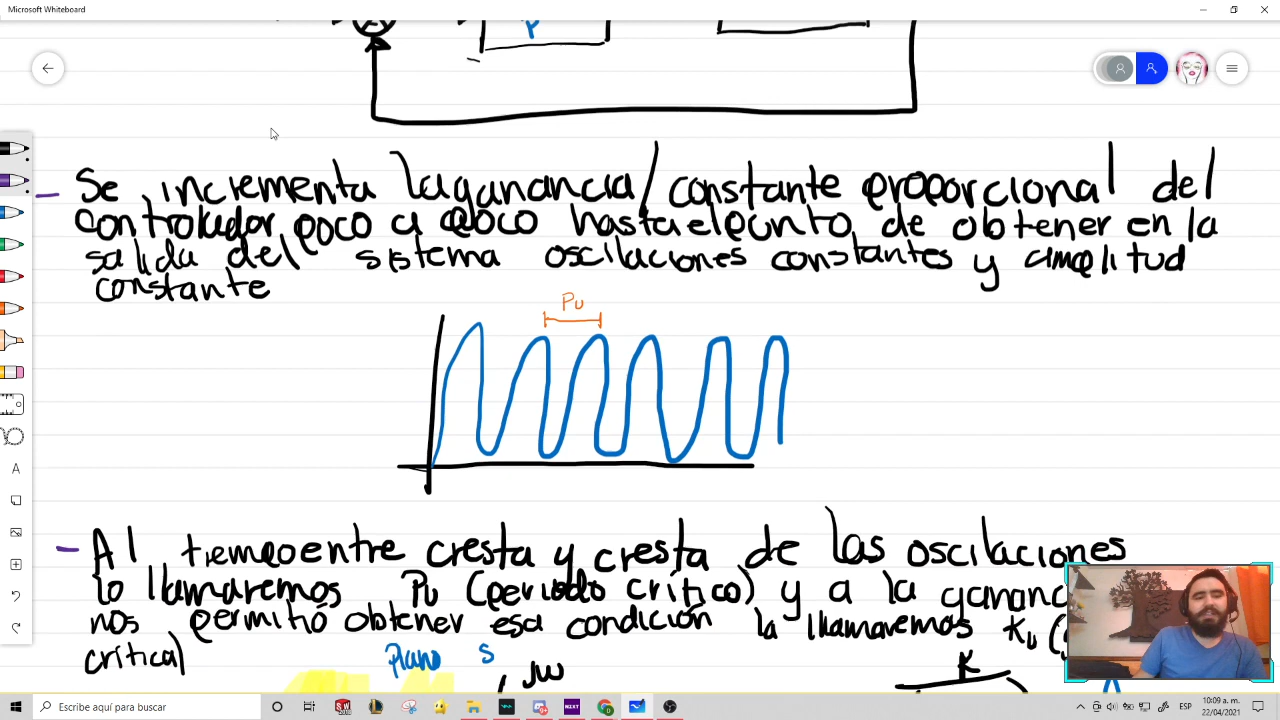 Microsoft Whiteboard
P
- Se incrementa la ganancia/constante proporcional del
controlador poco a poco hasta el punto de obtener en la
salida del sistema oscilaciones constantes y amplitud
constante
Pu
- Al tiempo entre cresta y cresta de las oscilaciones
lo llamaremos Pu (periodo crítico) y a la
nos permitió obtener esa condición la llamaremos Ku (
crítica)
Plano s
jw
K
A
Escribe aquí para buscar
NEXT
ESP
10:09 a. m.
22/04/2021